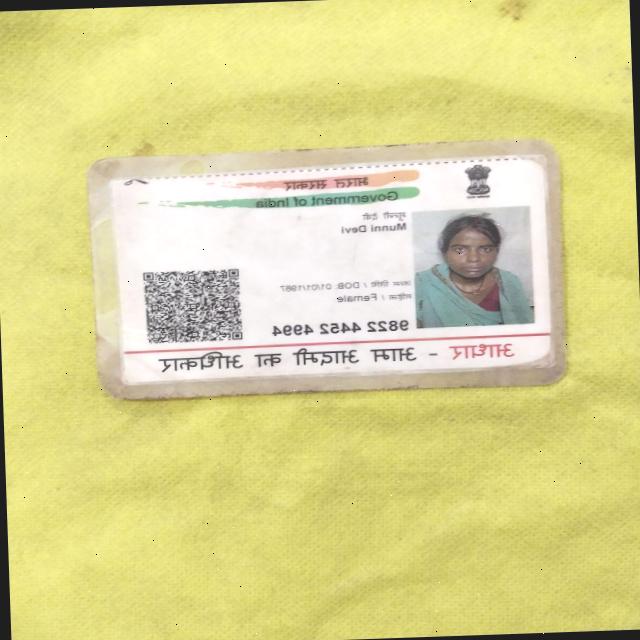 भारत सरकार
Government of India
मुन्नी देवी
Munni Devi
जन्म तिथि / DOB: 01/01/1987
महिला / Female
9822 4452 4994
आधार - आम आदमी का अधिकार